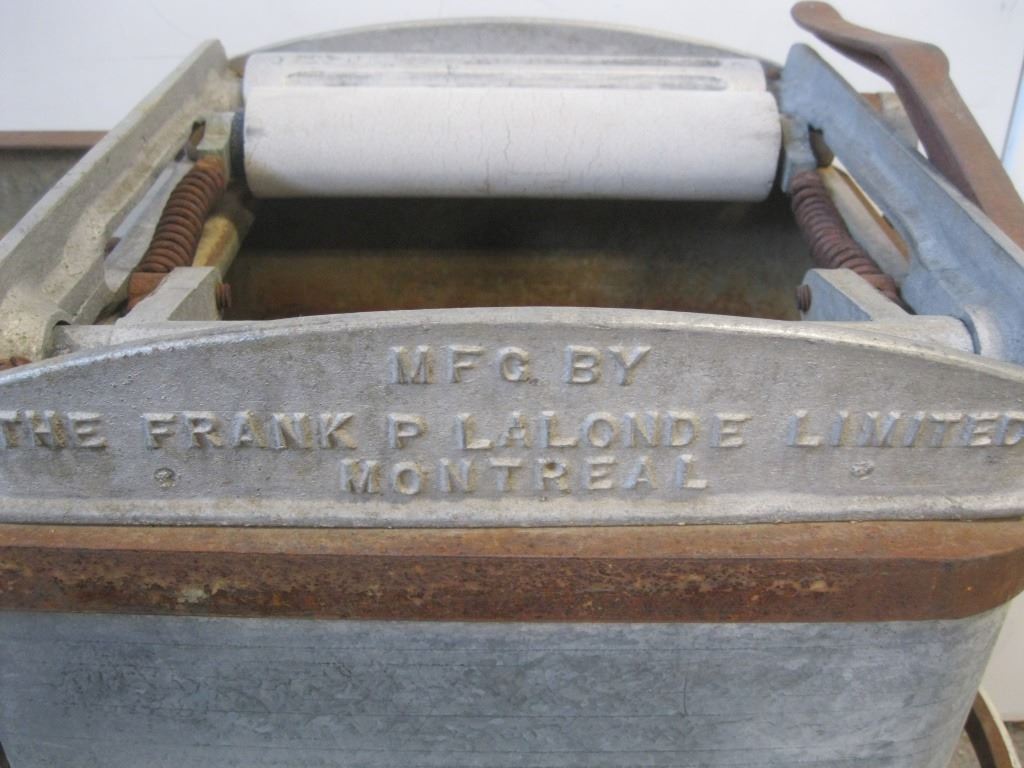 MFG. BY
THE FRANK P LALONDE LIMITED
MONTREAL